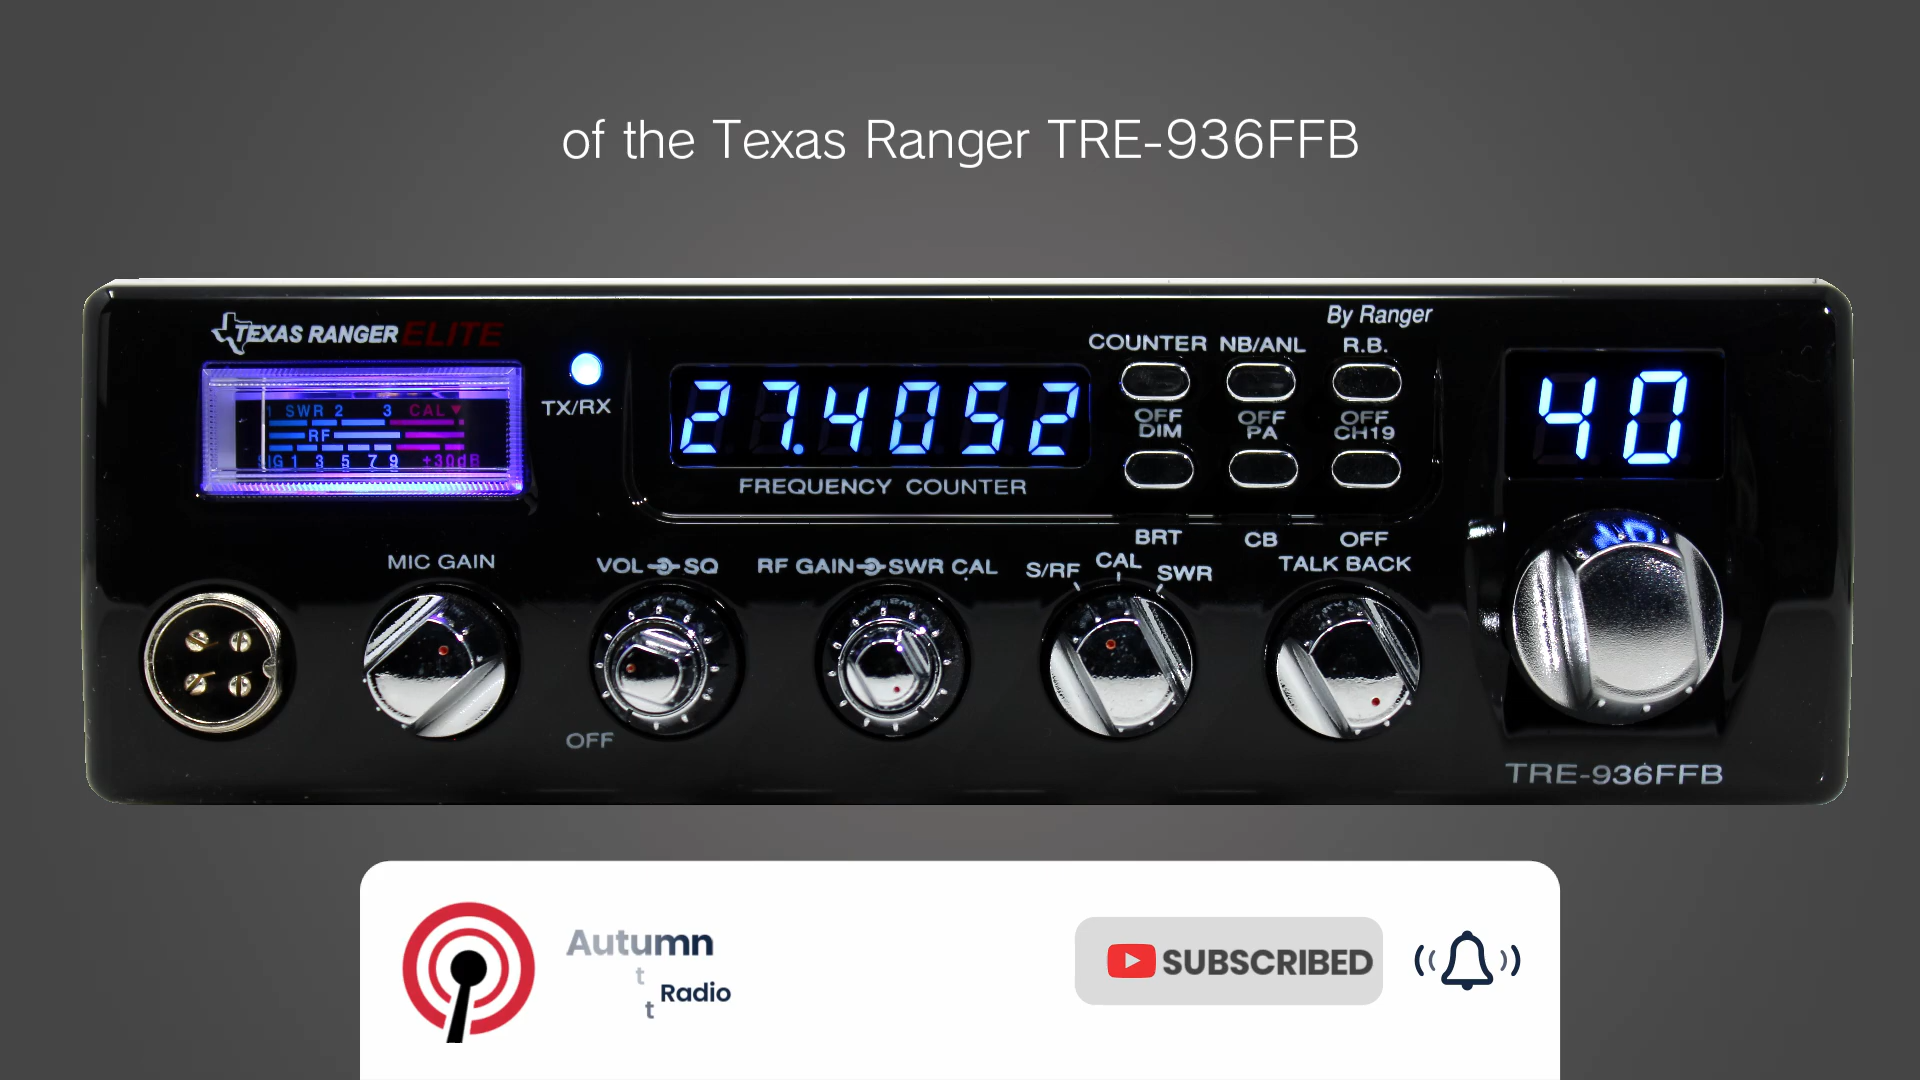 of the Texas Ranger TRE-936FFB
By Ranger
TEXAS RANGER ELITE
COUNTER NB/ANL R.B.
TX/RX
1 SWR 2 3 CAL
RF
SIG 1 3 5 7 9 +30dB
27.4052
OFF OFF OFF
DIM PA CH19
40
FREQUENCY COUNTER
BRT CB OFF
MIC GAIN
VOL SQ
RF GAIN SWR CAL
S/RF CAL SWR
TALK BACK
OFF
TRE-936FFB
Autumn
t
Radio
t
SUBSCRIBED